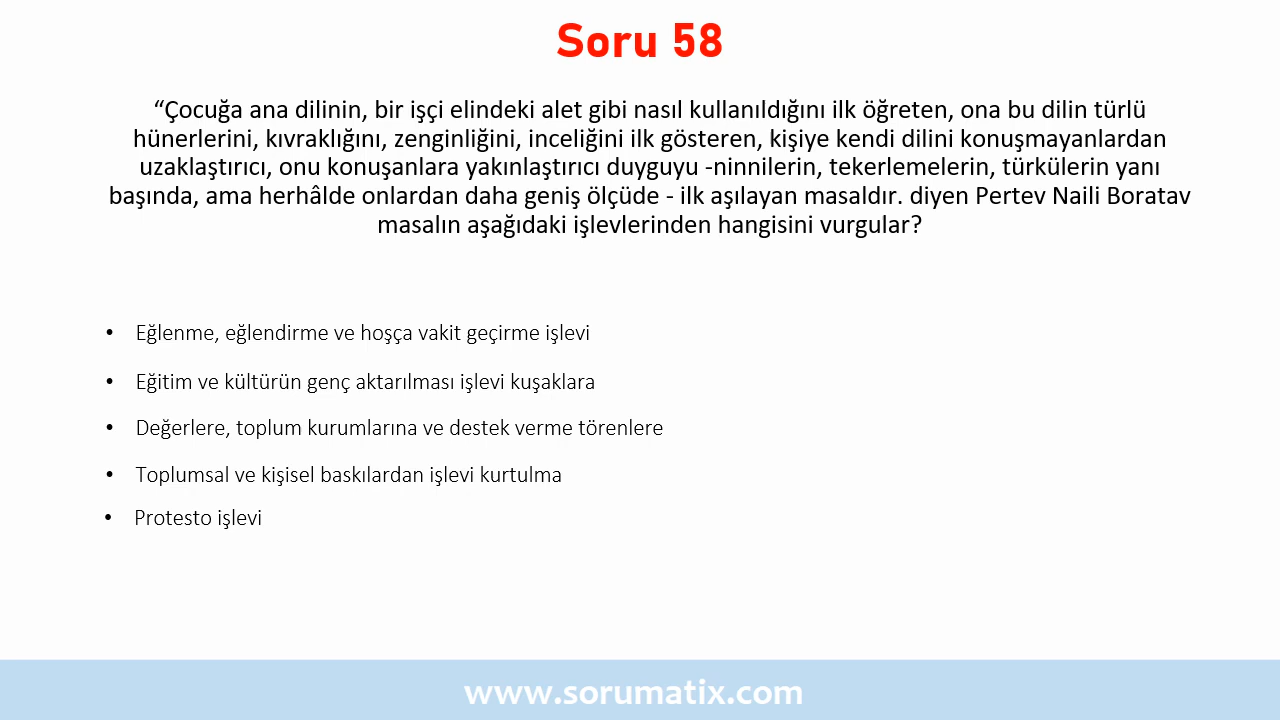 Soru 58
“Çocuğa ana dilinin, bir işçi elindeki alet gibi nasıl kullanıldığını ilk öğreten, ona bu dilin türlü
hünerlerini, kıvraklığını, zenginliğini, inceliğini ilk gösteren, kişiye kendi dilini konuşmayanlardan
uzaklaştırıcı, onu konuşanlara yakınlaştırıcı duyguyu -ninnilerin, tekerlemelerin, türkülerin yanı
başında, ama herhâlde onlardan daha geniş ölçüde - ilk aşılayan masaldır. diyen Pertev Naili Boratav
masalın aşağıdaki işlevlerinden hangisini vurgular?
• Eğlenme, eğlendirme ve hoşça vakit geçirme işlevi
• Eğitim ve kültürün genç aktarılması işlevi kuşaklara
• Değerlere, toplum kurumlarına ve destek verme törenlere
• Toplumsal ve kişisel baskılardan işlevi kurtulma
• Protesto işlevi
www.sorumatix.com